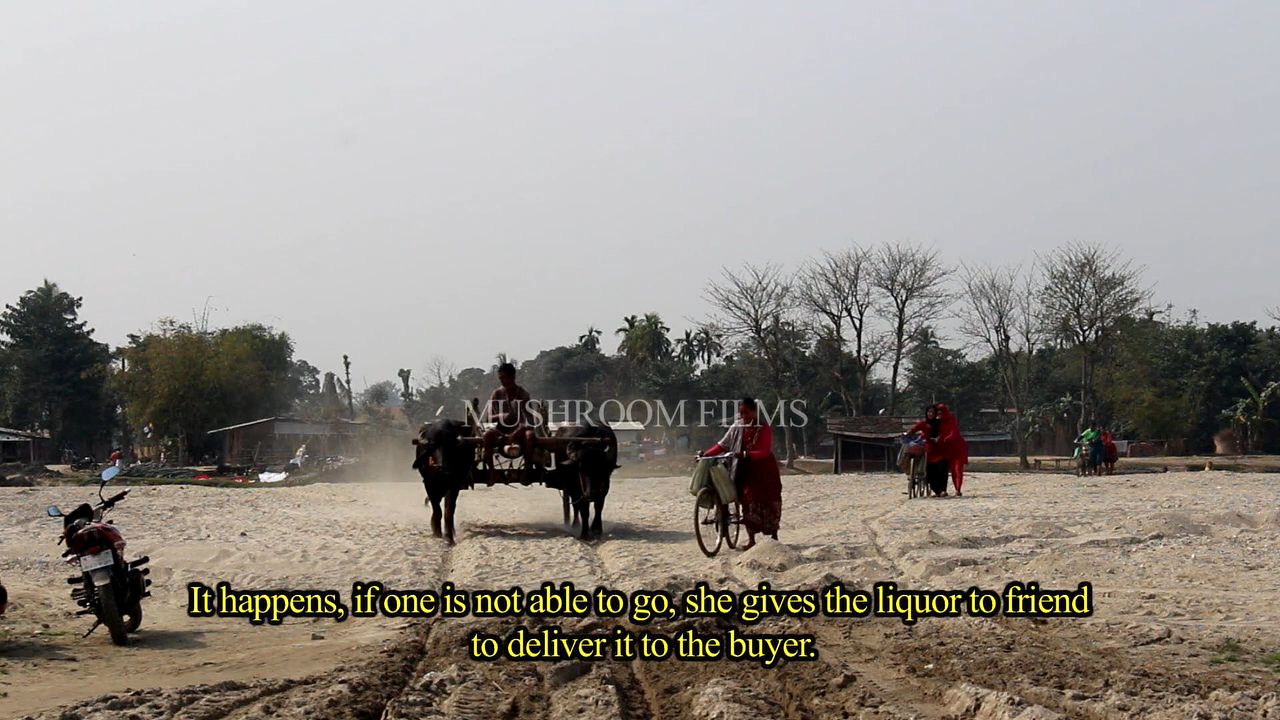 MUSHROOM FILMS
It happens, if one is not able to go, she gives the liquor to friend
to deliver it to the buyer.